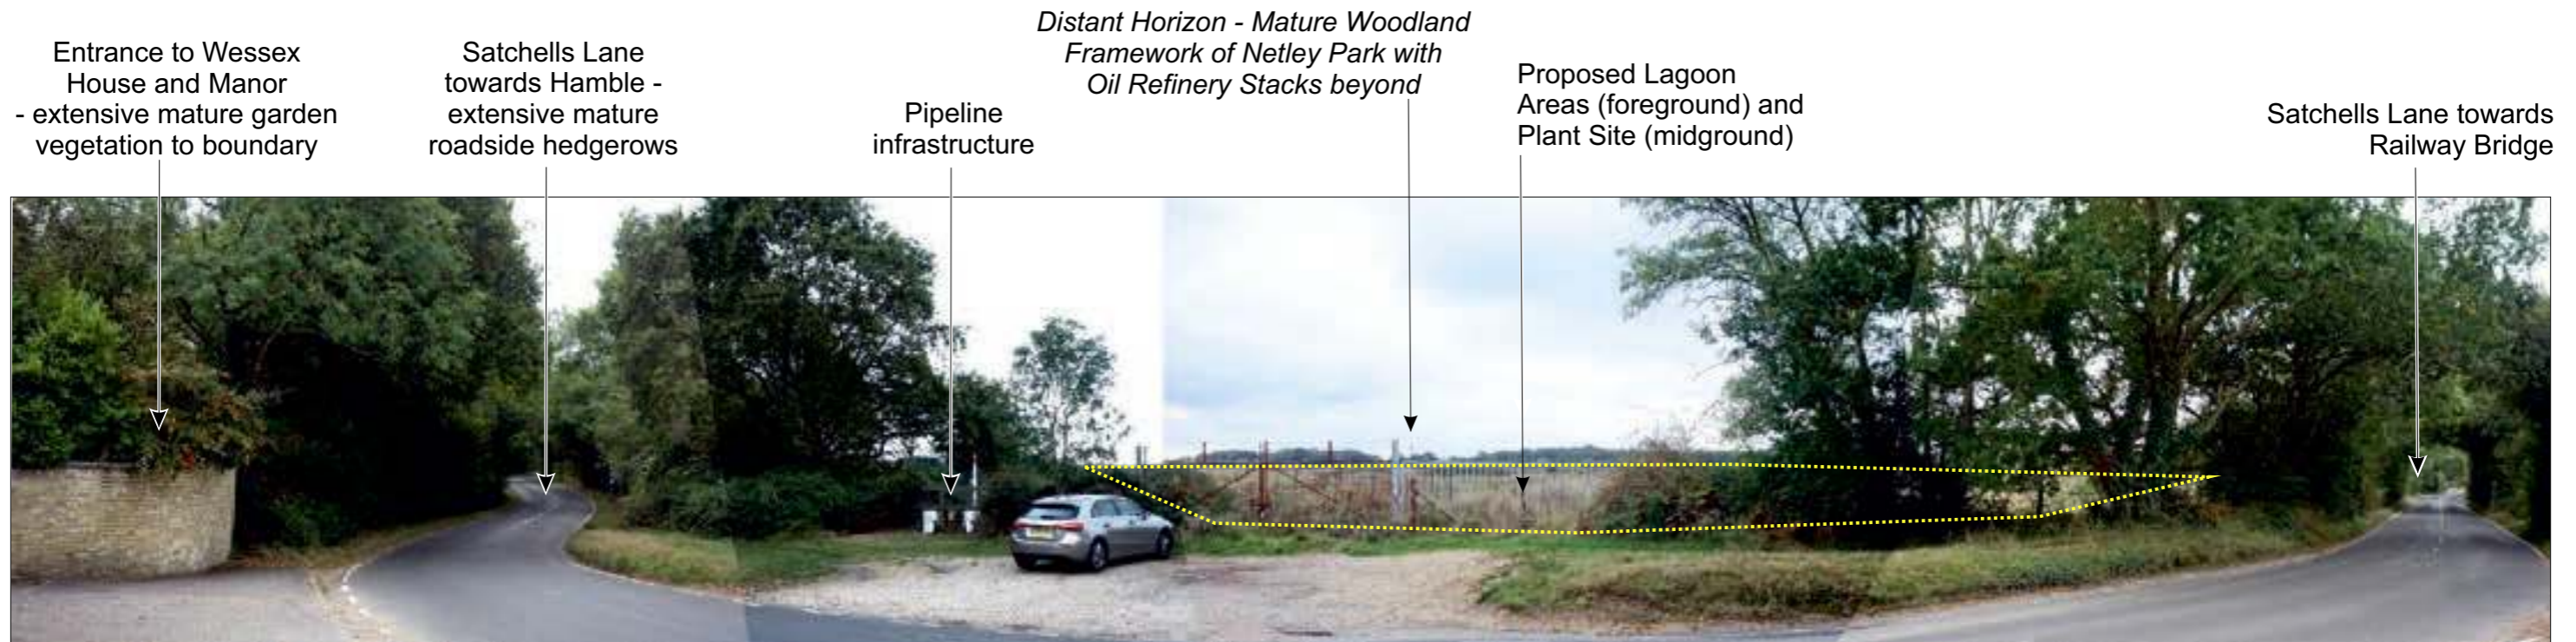 Entrance to Wessex
House and Manor
- extensive mature garden
vegetation to boundary
Satchells Lane
towards Hamble -
extensive mature
roadside hedgerows
Pipeline
infrastructure
Distant Horizon - Mature Woodland
Framework of Netley Park with
Oil Refinery Stacks beyond
Proposed Lagoon
Areas (foreground) and
Plant Site (midground)
Satchells Lane towards
Railway Bridge